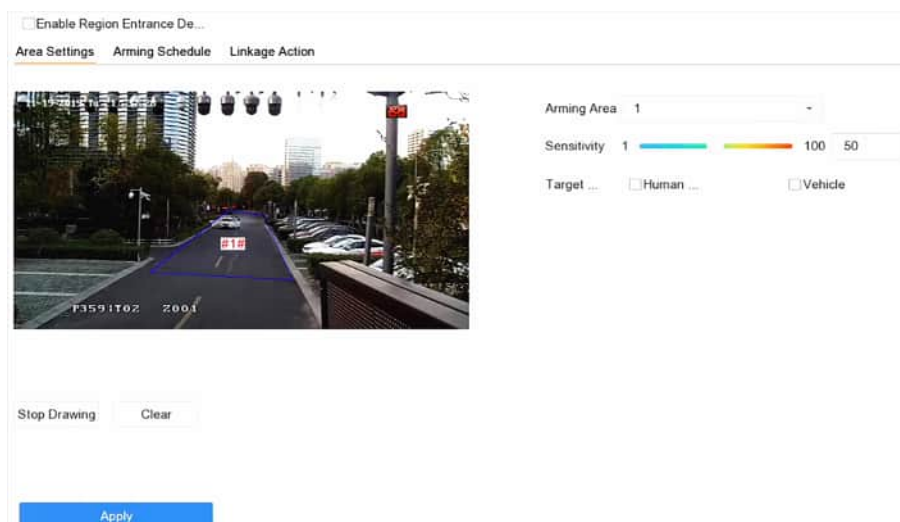 Enable Region Entrance De...
Area Settings Arming Schedule Linkage Action
Arming Area 1
Sensitivity 1 100 50
Target ... Human ... Vehicle
#1#
Stop Drawing Clear
Apply